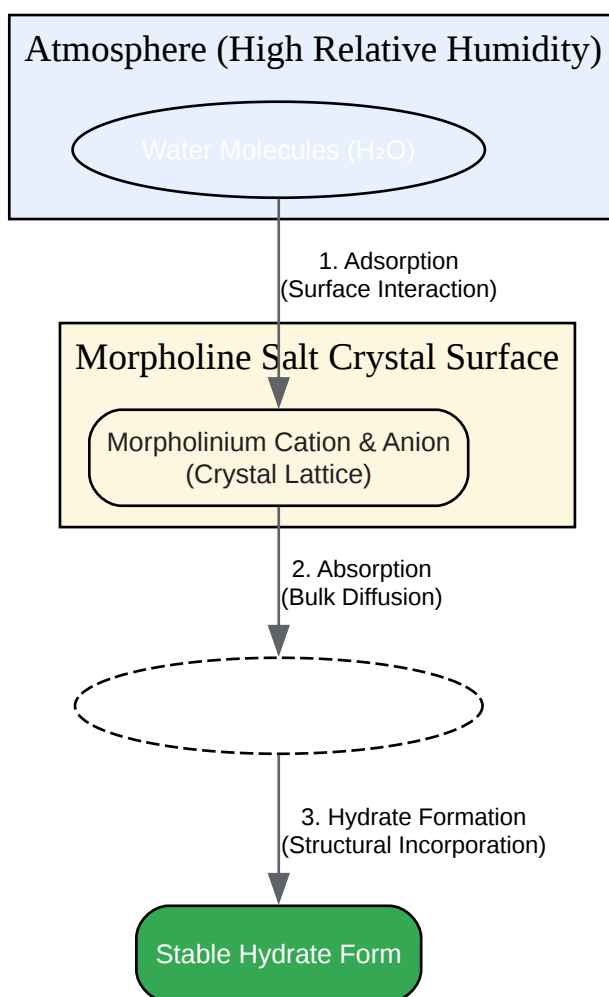 Atmosphere (High Relative Humidity)
Water Molecules (H₂O)
1. Adsorption
(Surface Interaction)
Morpholine Salt Crystal Surface
Morpholinium Cation & Anion
(Crystal Lattice)
2. Absorption
(Bulk Diffusion)
3. Hydrate Formation
(Structural Incorporation)
Stable Hydrate Form